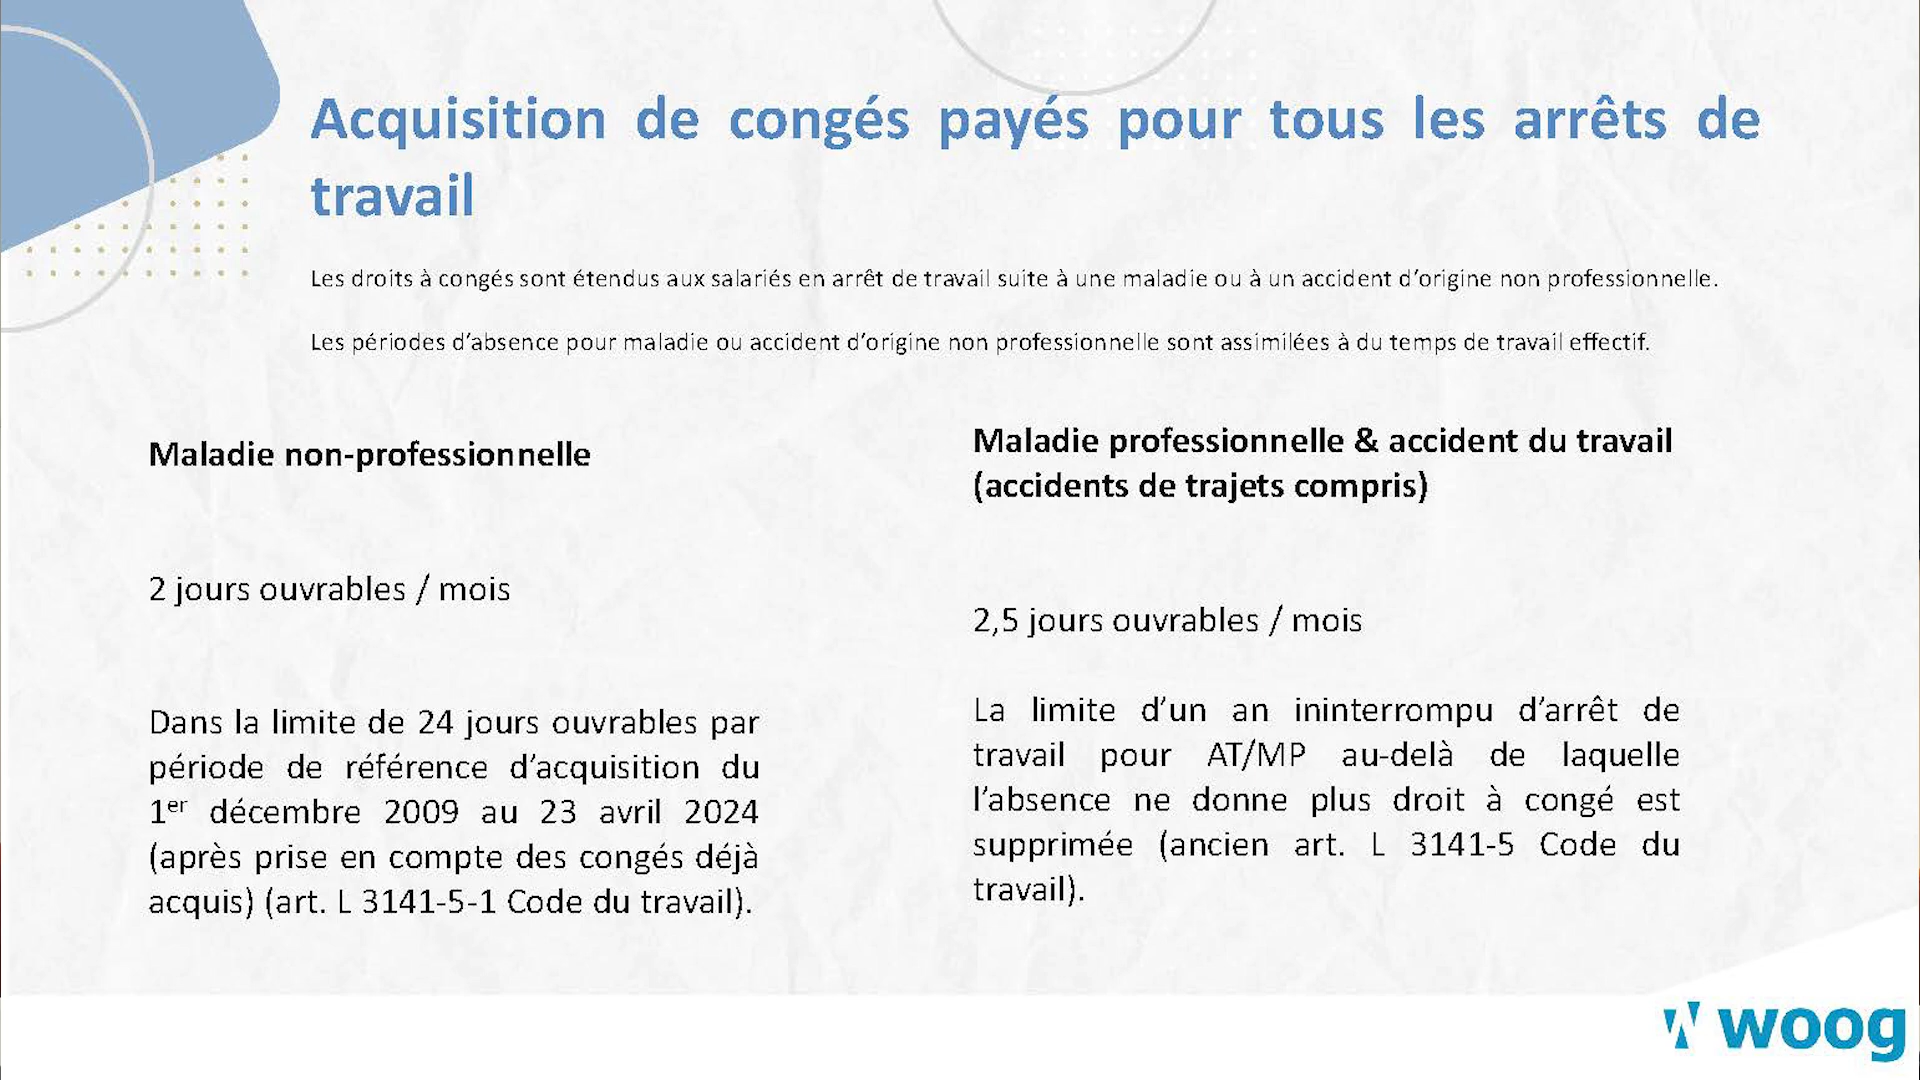 Acquisition de congés payés pour tous les arrêts de
travail
Les droits à congés sont étendus aux salariés en arrêt de travail suite à une maladie ou à un accident d’origine non professionnelle.
Les périodes d’absence pour maladie ou accident d’origine non professionnelle sont assimilées à du temps de travail effectif.
Maladie non-professionnelle
2 jours ouvrables / mois
Dans la limite de 24 jours ouvrables par
période de référence d’acquisition du
1er décembre 2009 au 23 avril 2024
(après prise en compte des congés déjà
acquis) (art. L 3141-5-1 Code du travail).
Maladie professionnelle & accident du travail
(accidents de trajets compris)
2,5 jours ouvrables / mois
La limite d’un an ininterrompu d’arrêt de
travail pour AT/MP au-delà de laquelle
l’absence ne donne plus droit à congé est
supprimée (ancien art. L 3141-5 Code du
travail).
woog